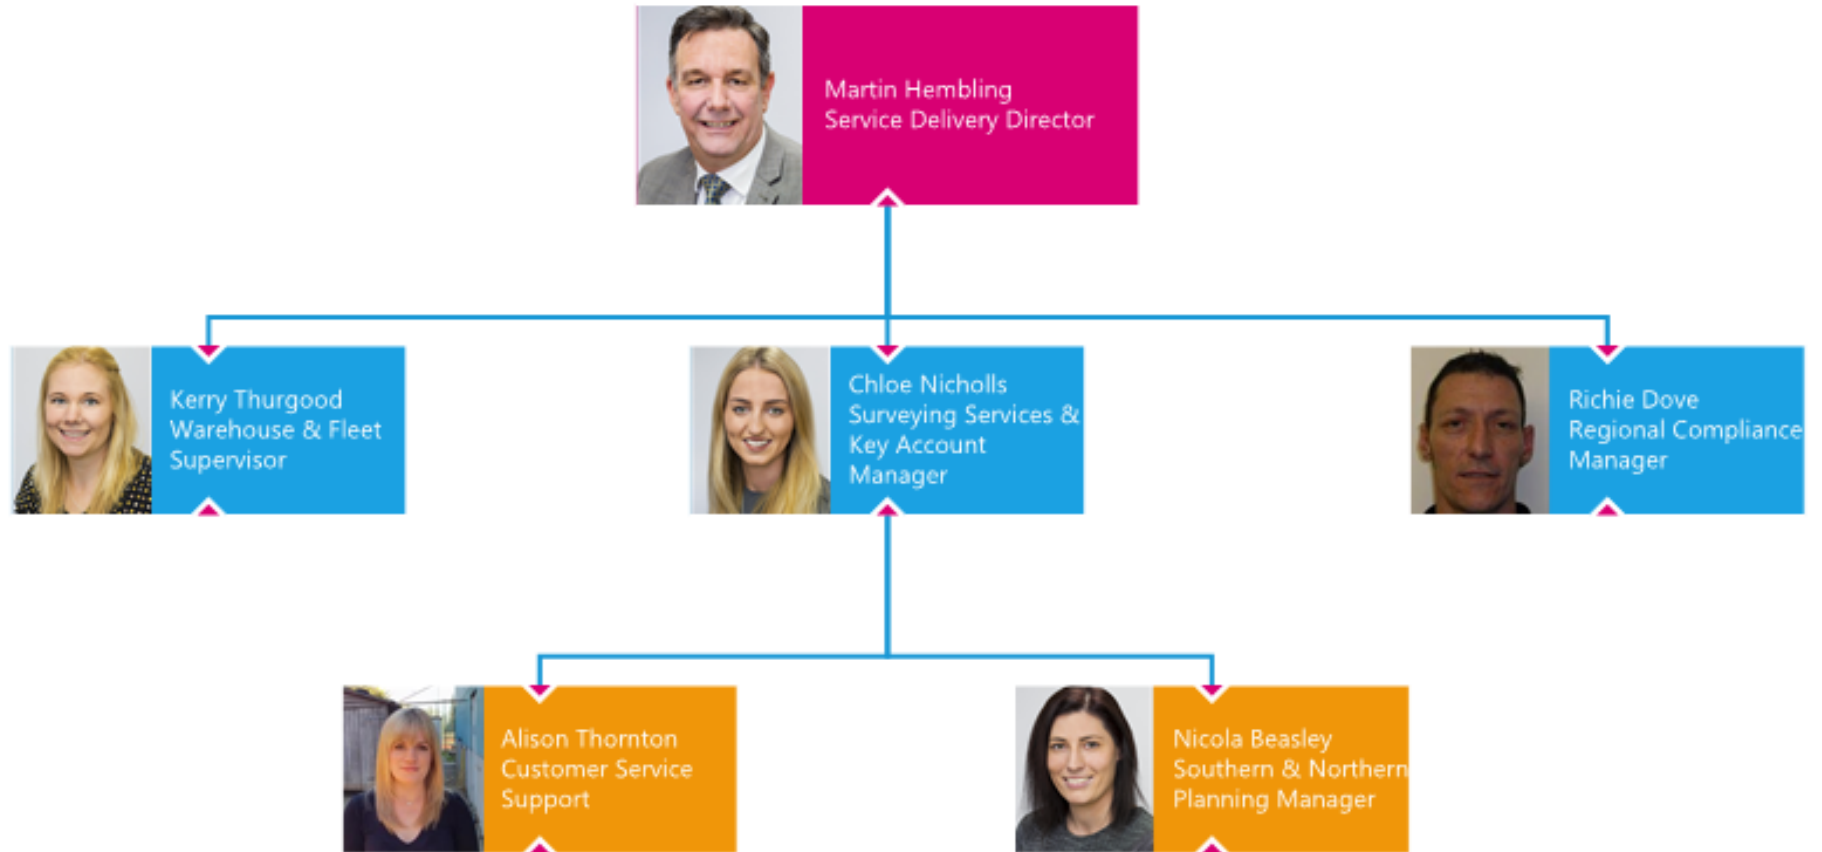 Martin Hembling
Service Delivery Director
Kerry Thurgood
Warehouse & Fleet
Supervisor
Chloe Nicholls
Surveying Services &
Key Account
Manager
Richie Dove
Regional Compliance
Manager
Alison Thornton
Customer Service
Support
Nicola Beasley
Southern & Northern
Planning Manager